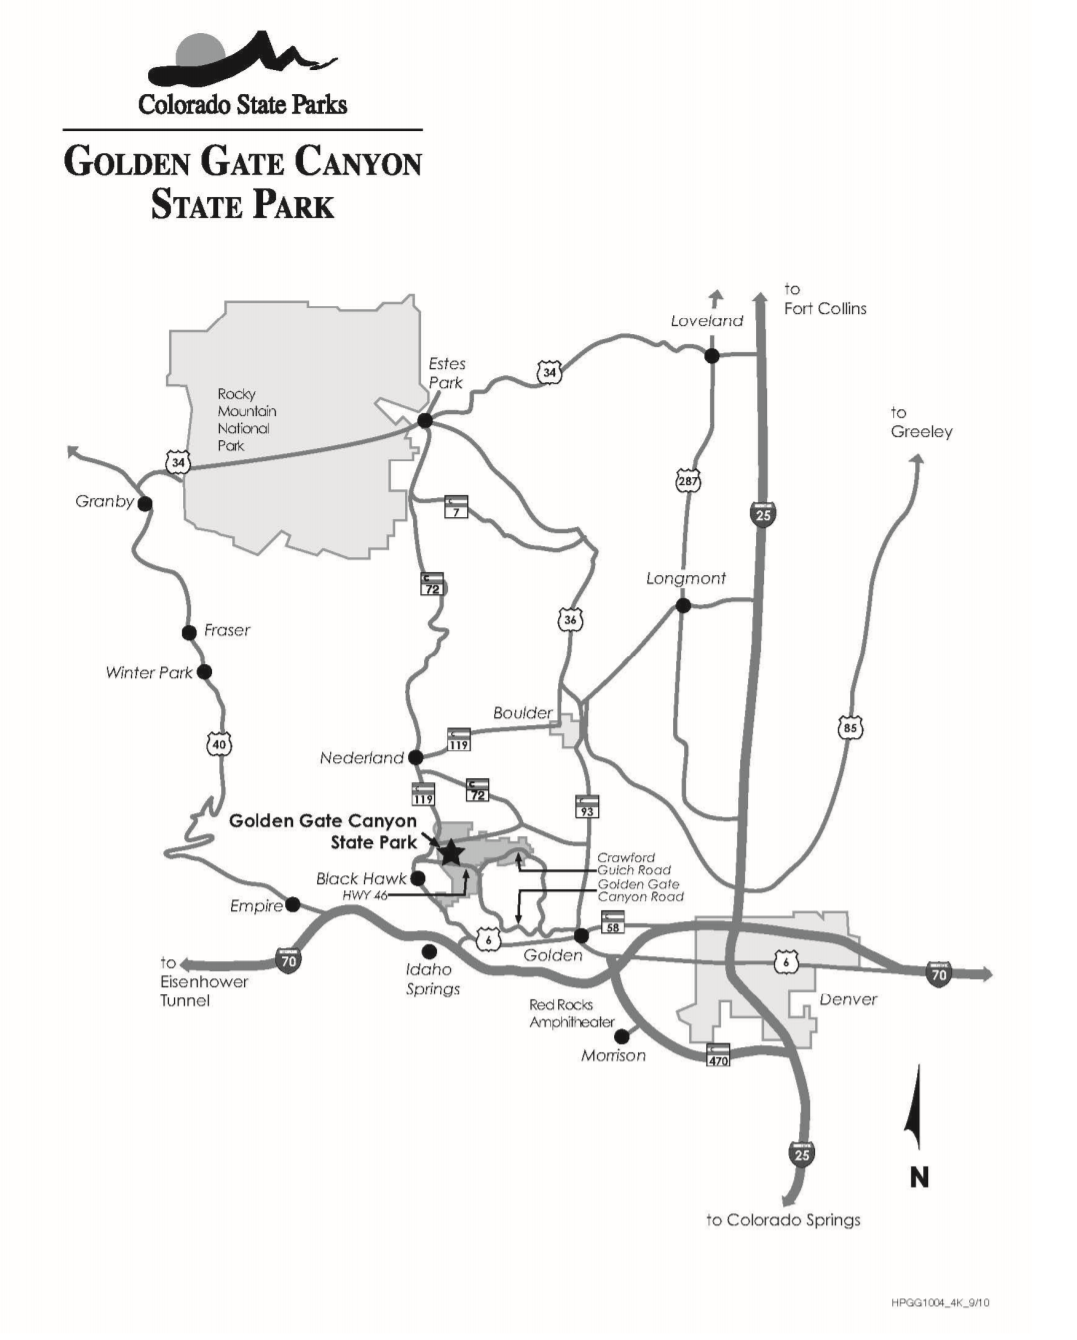 Colorado State Parks
GOLDEN GATE CANYON
STATE PARK
to
Fort Collins
Loveland
Estes
Park
34
Rocky
Mountain
National
Park
to
Greeley
34
287
Granby
7
25
72
Longmont
36
Fraser
Winter Park
Boulder
85
119
40
Nederland
72
119
93
Golden Gate Canyon
State Park
Crawford
Gulch Road
Black Hawk
HWY 46
Golden Gate
Canyon Road
Empire
58
6
Golden
to
Eisenhower
Tunnel
70
Idaho
Springs
6
70
Red Rocks
Amphitheater
Denver
Morrison
470
25
N
to Colorado Springs
HPGG1004_4K_9/10